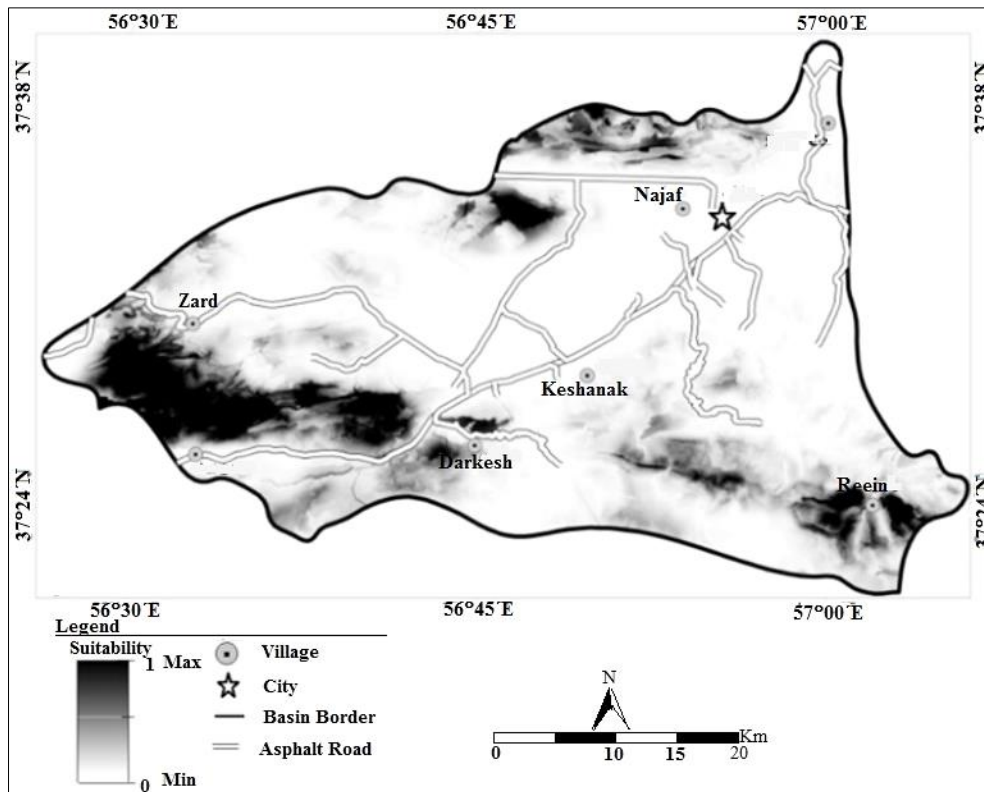 56°30´E 56°45´E 57°00´E
37°38´N 37°38´N
Najaf
Zard
Keshanak
Darkesh
Reein
37°24´N 37°24´N
56°30´E 56°45´E 57°00´E
Legend
Suitability
1 Max
0 Min
Village
City
Basin Border
Asphalt Road
N
Km
0 10 15 20